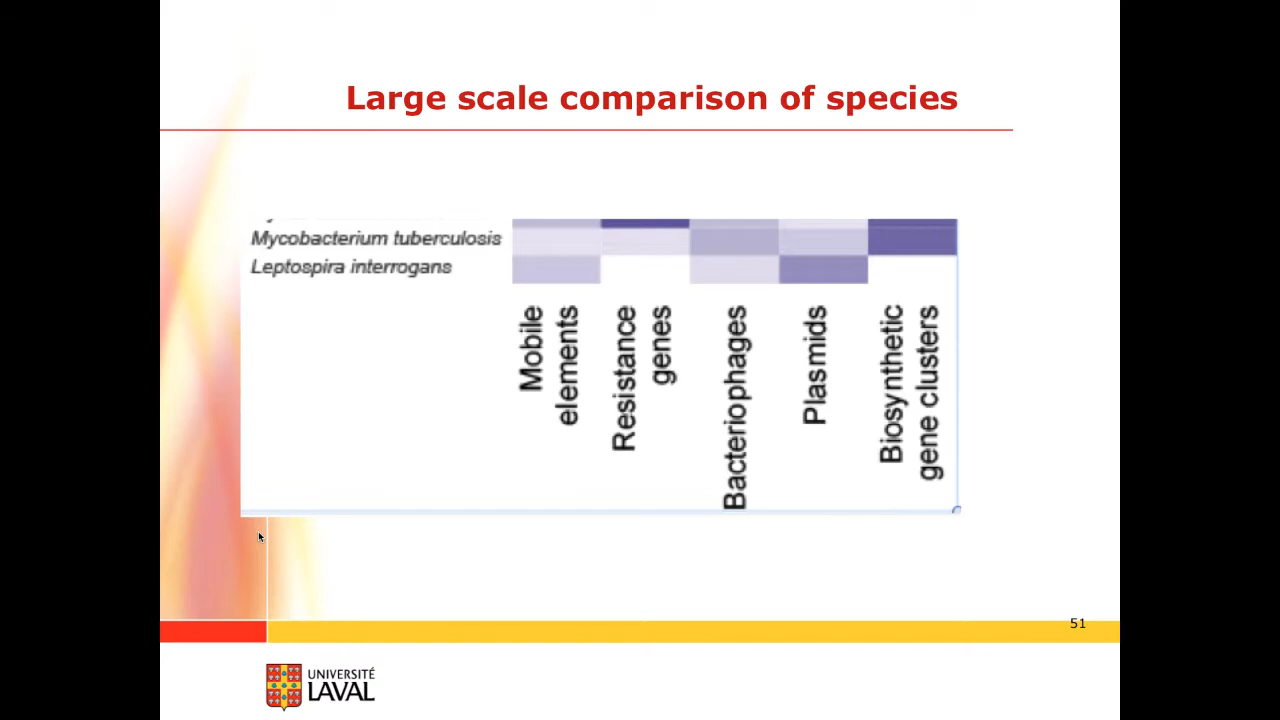 Large scale comparison of species
Mycobacterium tuberculosis
Leptospira interrogans
Mobile
elements
Resistance
genes
Bacteriophages
Plasmids
Biosynthetic
gene clusters
51
UNIVERSITÉ
LAVAL